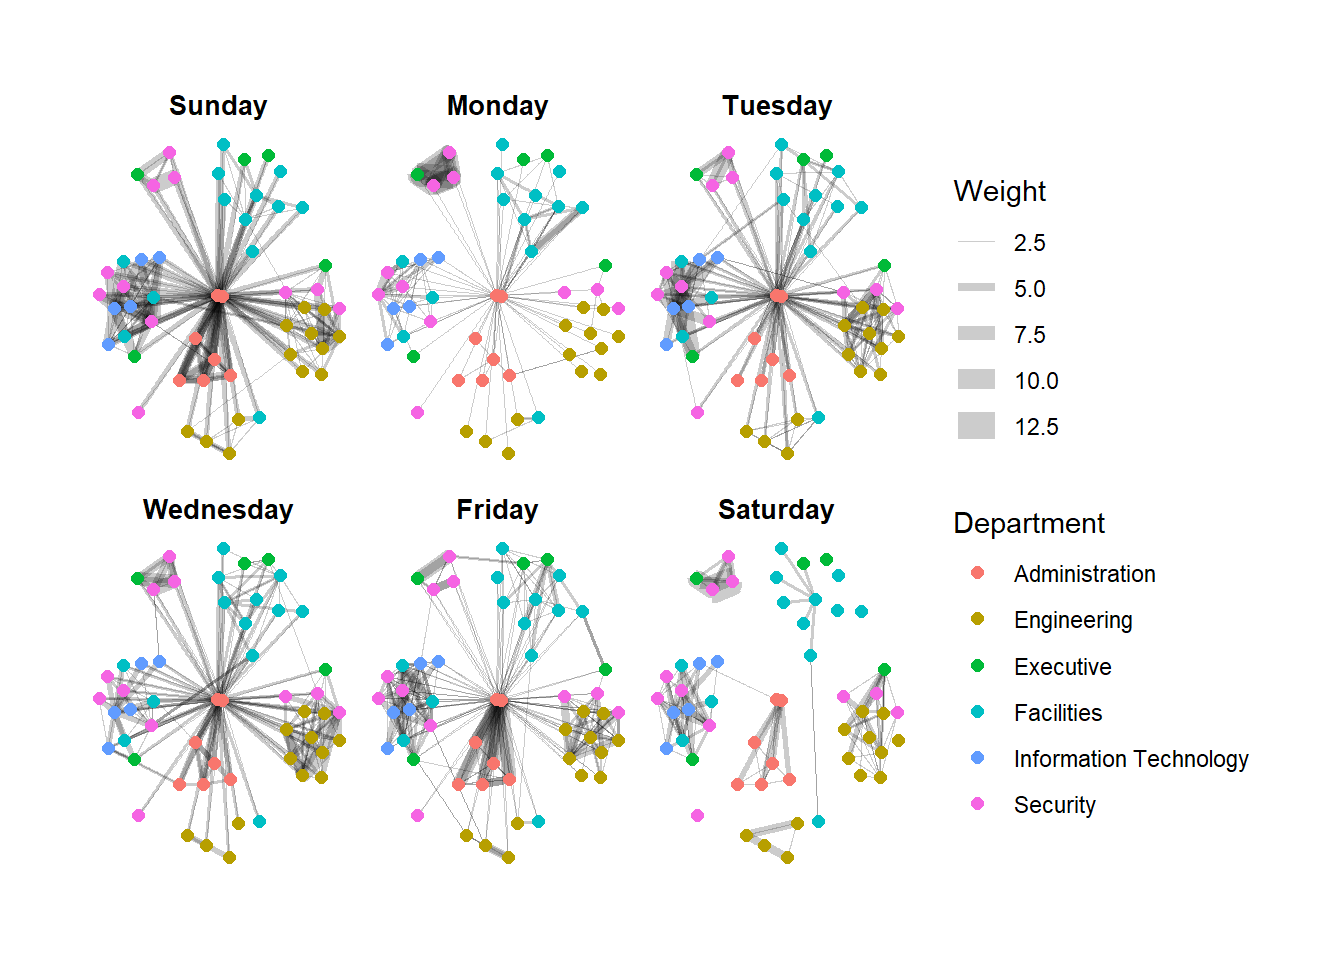 Sunday
Monday
Tuesday
Wednesday
Friday
Saturday
Weight
2.5
5.0
7.5
10.0
12.5
Department
Administration
Engineering
Executive
Facilities
Information Technology
Security